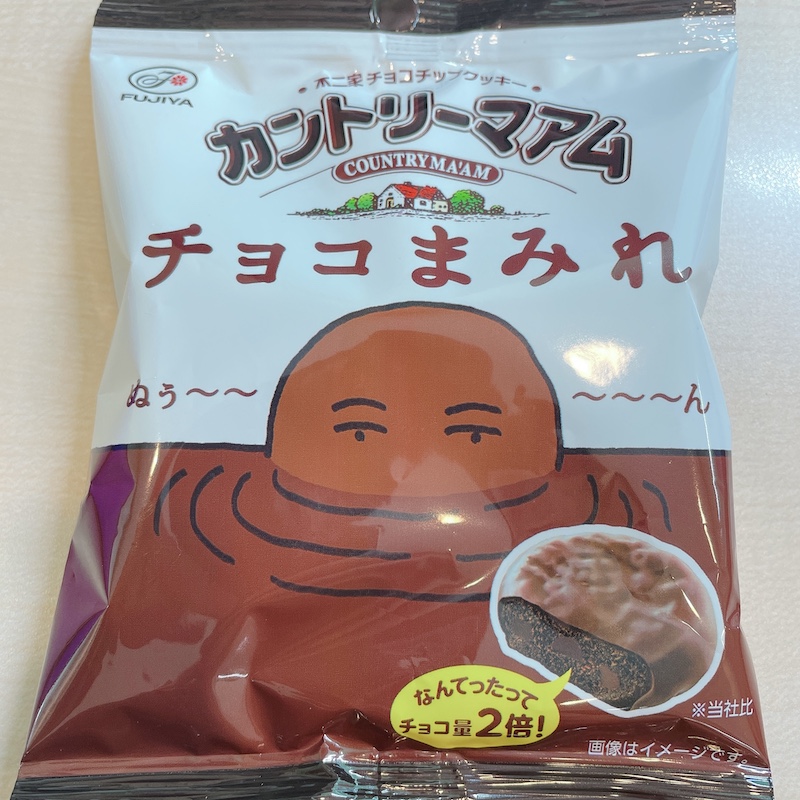 FUJIYA
不二家チョコチップクッキー
カントリーマアム
COUNTRY MA'AM
チョコまみれ
ぬぅ〜〜
〜〜〜ん
なんてったって
チョコ量2倍!
※当社比
画像はイメージです。